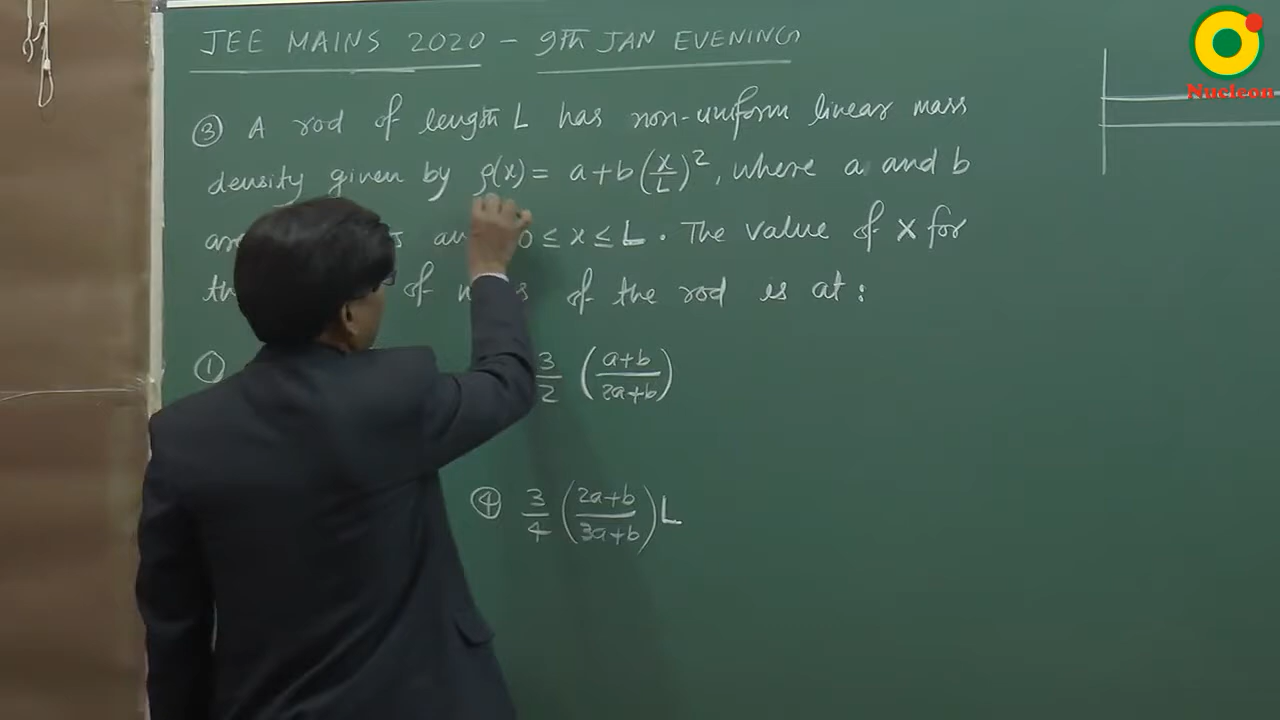 JEE MAINS 2020 - 9th JAN EVENING
Nucleon
③ A rod of length L has non-uniform linear mass
density given by ρ(x) = a+b(x/L)², where a and b
0 ≤ x ≤ L. The value of x for
of the rod is at:
①
3/2 (a+b/2a+b)
④ 3/4 (2a+b/3a+b)L